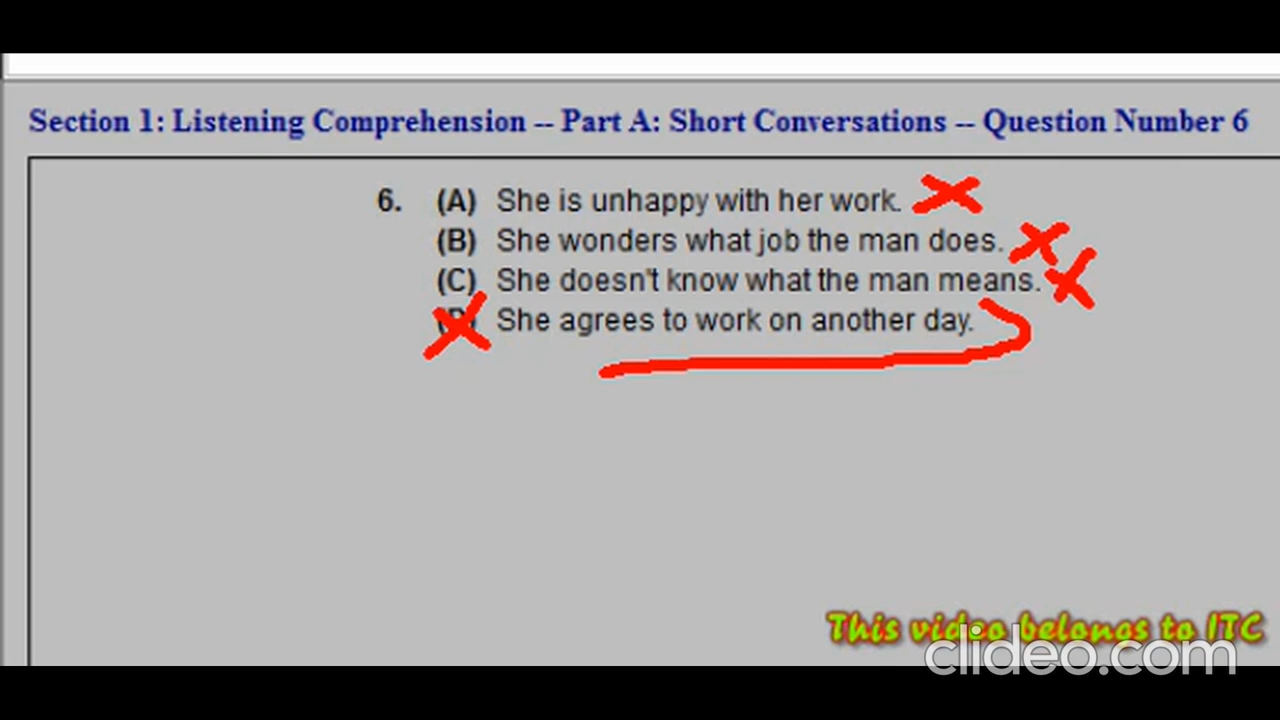 Section 1: Listening Comprehension -- Part A: Short Conversations -- Question Number 6
6. (A) She is unhappy with her work.
(B) She wonders what job the man does.
(C) She doesn't know what the man means.
(D) She agrees to work on another day.
This video belongs to ITC
clideo.com